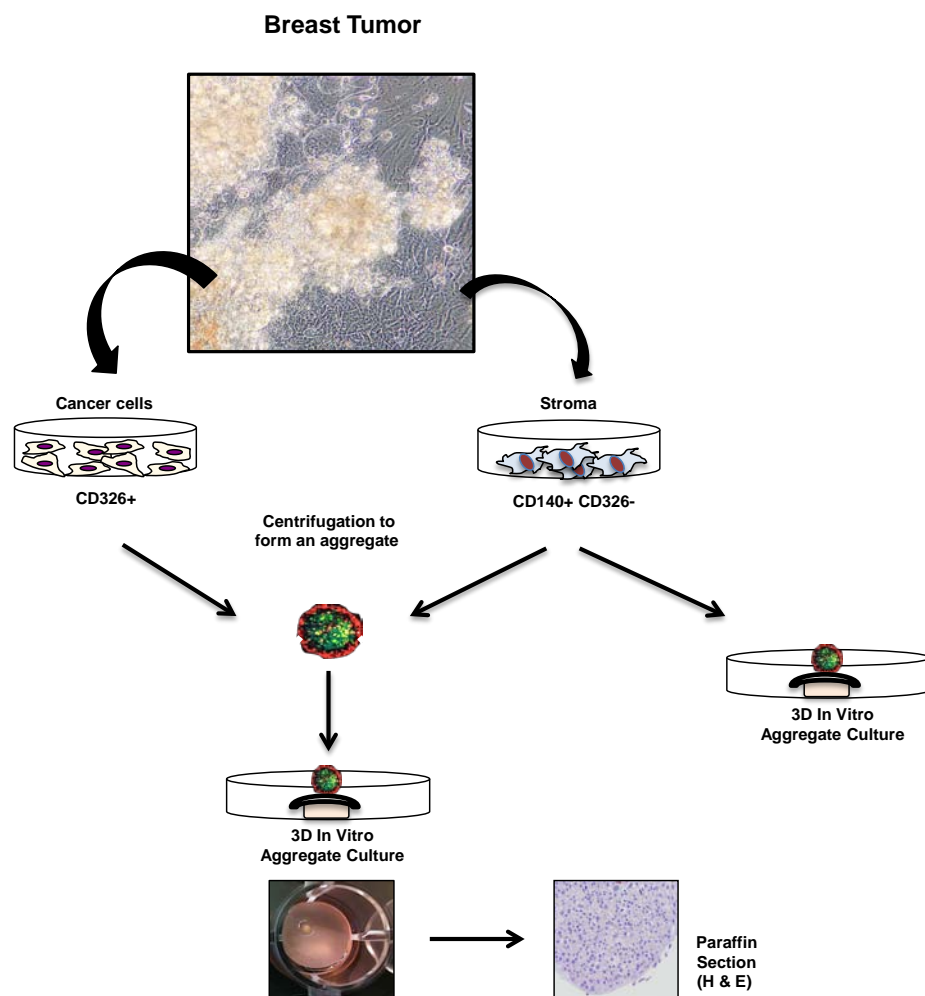 Breast Tumor
Cancer cells
Stroma
CD326+
CD140+ CD326-
Centrifugation to
form an aggregate
3D In Vitro
Aggregate Culture
3D In Vitro
Aggregate Culture
Paraffin
Section
(H & E)